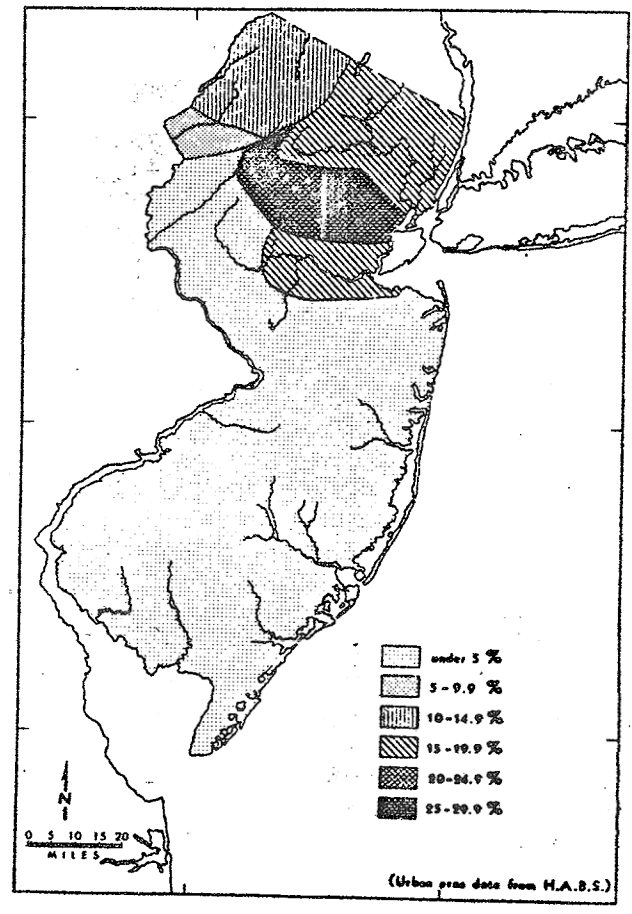 under 5 %
5-9.9 %
10-14.9 %
15-19.9 %
20-24.9 %
25-29.9 %
N
0 5 10 15 20
MILES
(Urban area data from H.A.B.S.)